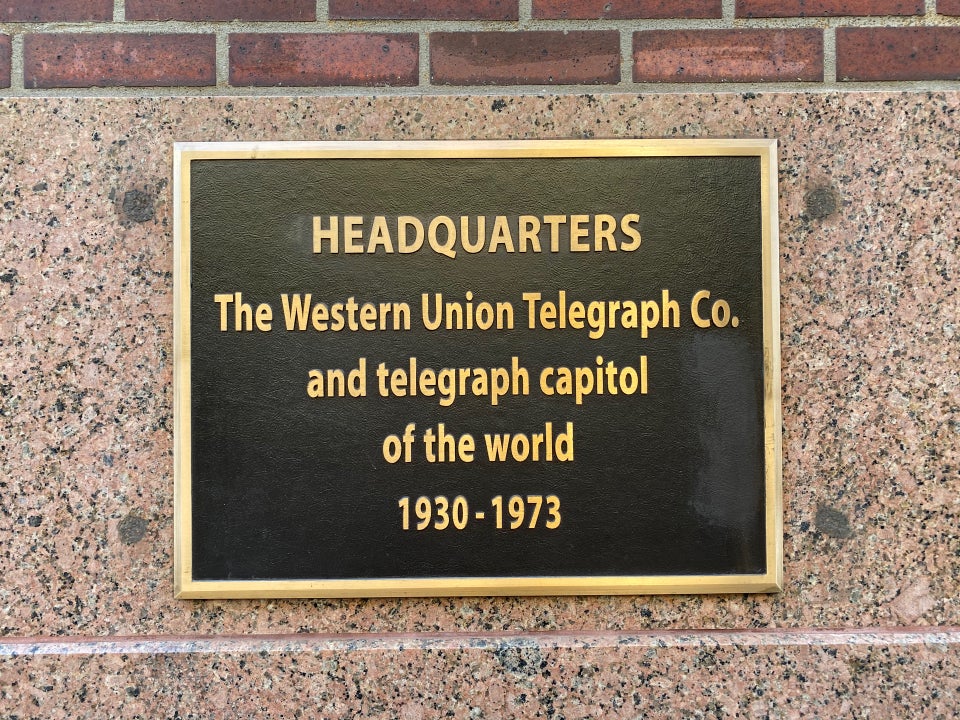 HEADQUARTERS
The Western Union Telegraph Co.
and telegraph capitol
of the world
1930 - 1973